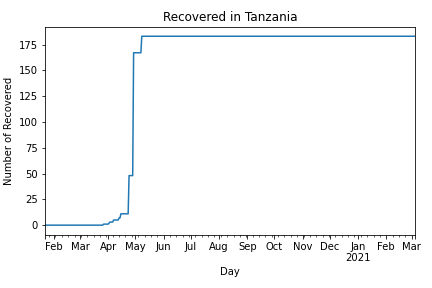 Recovered in Tanzania
Number of Recovered
175
150
125
100
75
50
25
0
Feb Mar Apr May Jun Jul Aug Sep Oct Nov Dec Jan Feb Mar
2021
Day